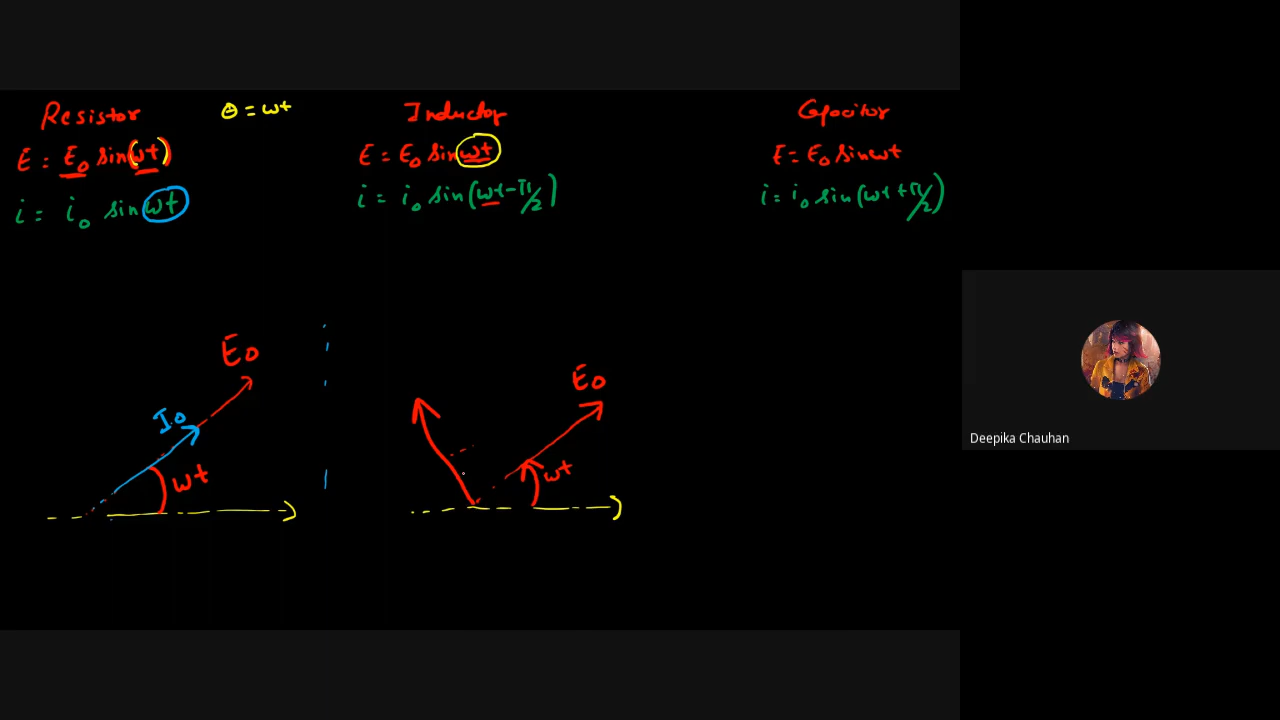 Resistor
θ = ωt
E = E₀ sin(ωt)
i = i₀ sin ωt
Inductor
E = E₀ sin ωt
i = i₀ sin(ωt - π/2)
Capacitor
E = E₀ sin ωt
i = i₀ sin(ωt + π/2)
E₀
I₀
ωt
E₀
ωt
Deepika Chauhan